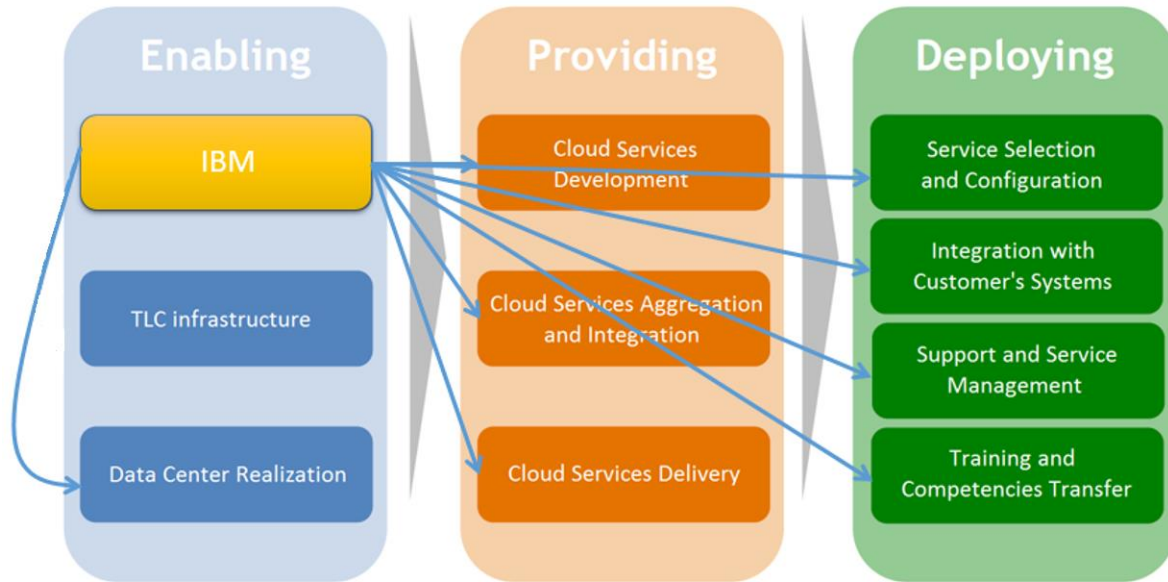 Enabling
IBM
TLC infrastructure
Data Center Realization
Providing
Cloud Services
Development
Cloud Services Aggregation
and Integration
Cloud Services Delivery
Deploying
Service Selection
and Configuration
Integration with
Customer's Systems
Support and Service
Management
Training and
Competencies Transfer